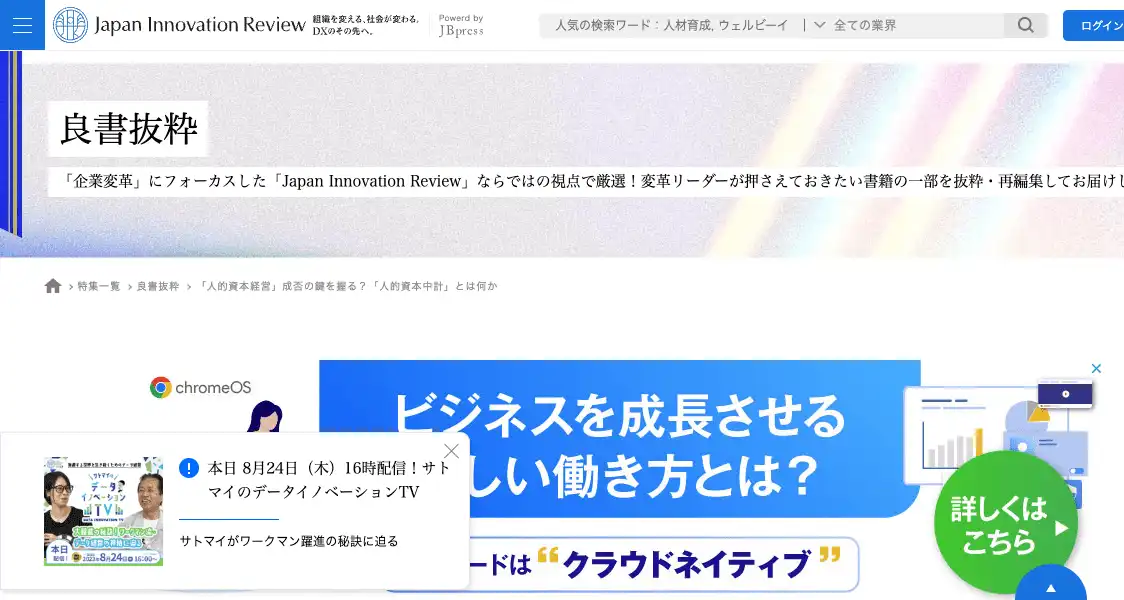 Japan Innovation Review
組織を変える、社会が変わる。
DXのその先へ。
Powerd by
JBpress
人気の検索ワード：人材育成, ウェルビーイ
全ての業界
ログイン
良書抜粋
「企業変革」にフォーカスした「Japan Innovation Review」ならではの視点で厳選！変革リーダーが押さえておきたい書籍の一部を抜粋・再編集してお届けし
特集一覧 › 良書抜粋 › 「人的資本経営」成否の鍵を握る？「人的資本中計」とは何か
chromeOS
ビジネスを成長させる
しい働き方とは？
ードは“クラウドネイティブ”
詳しくは
こちら
本日 8月24日（木）16時配信！サト
マイのデータイノベーションTV
サトマイがワークマン躍進の秘訣に迫る
サトマイの
データ
イノベーション
TV
本日
配信！